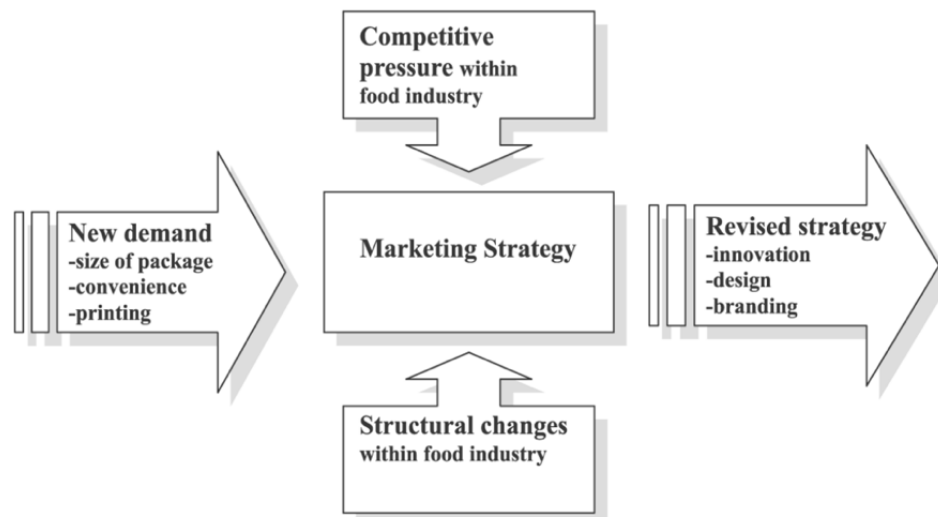 Competitive
pressure within
food industry
New demand
-size of package
-convenience
-printing
Marketing Strategy
Revised strategy
-innovation
-design
-branding
Structural changes
within food industry